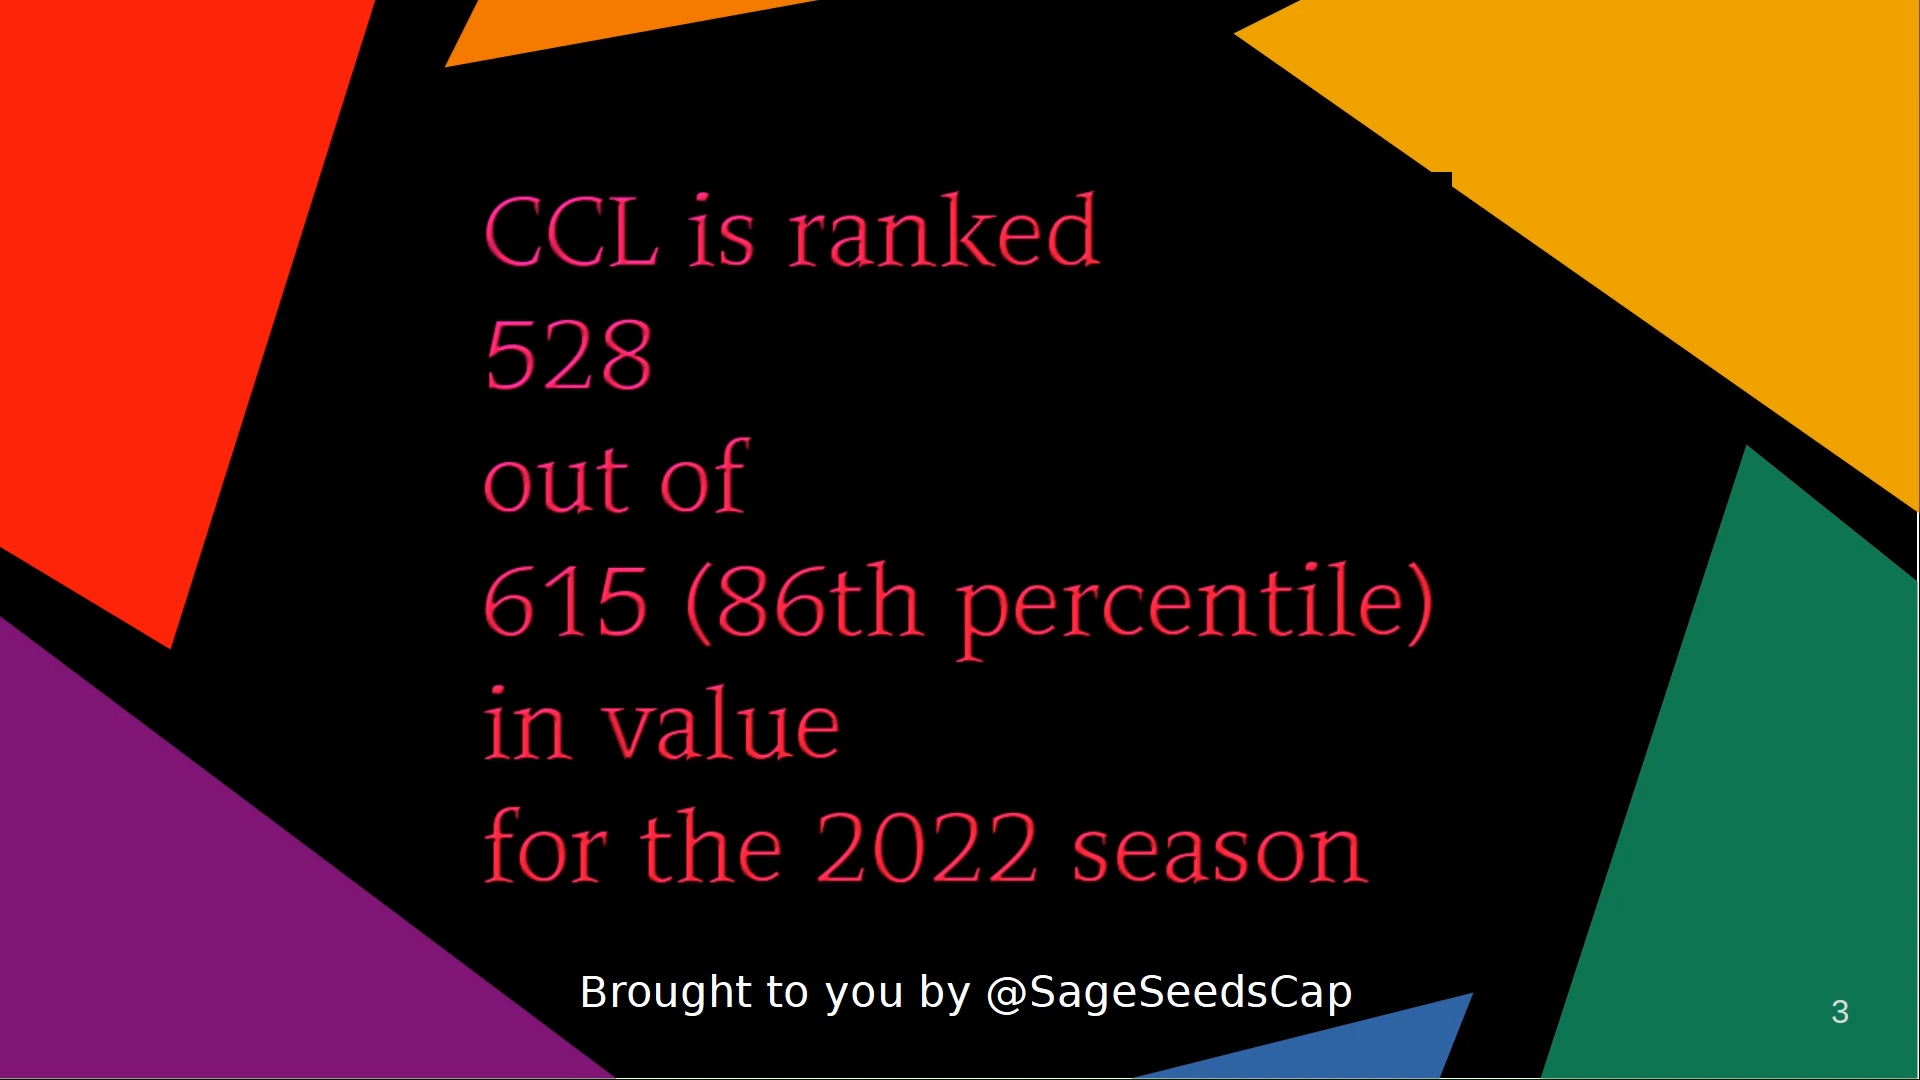 CCL is ranked
528
out of
615 (86th percentile)
in value
for the 2022 season
Brought to you by @SageSeedsCap
3